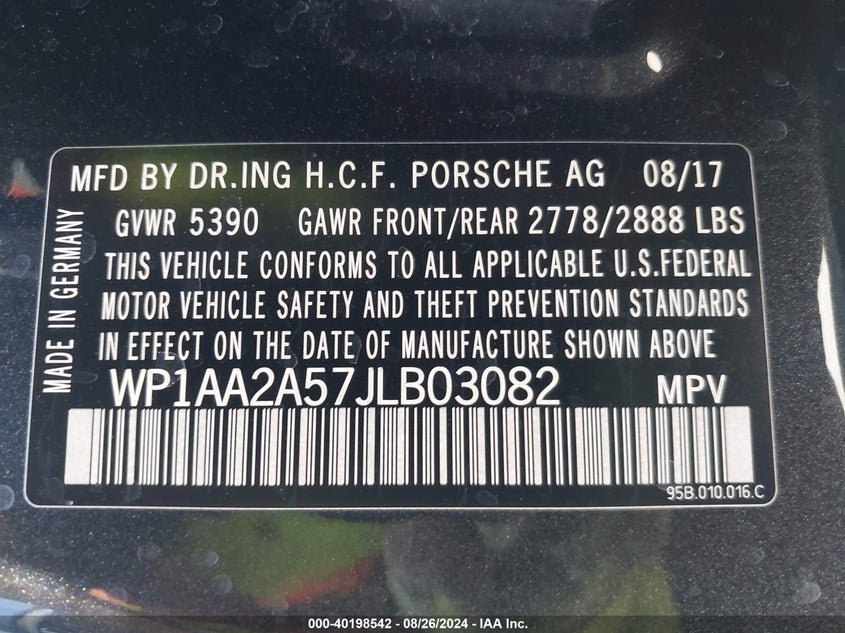 MFD BY DR.ING H.C.F. PORSCHE AG 08/17
GVWR 5390 GAWR FRONT/REAR 2778/2888 LBS
THIS VEHICLE CONFORMS TO ALL APPLICABLE U.S.FEDERAL
MOTOR VEHICLE SAFETY AND THEFT PREVENTION STANDARDS
IN EFFECT ON THE DATE OF MANUFACTURE SHOWN ABOVE
WP1AA2A57JLB03082 MPV
95B.010.016.C
MADE IN GERMANY
000-40198542 - 08/26/2024 - IAA Inc.